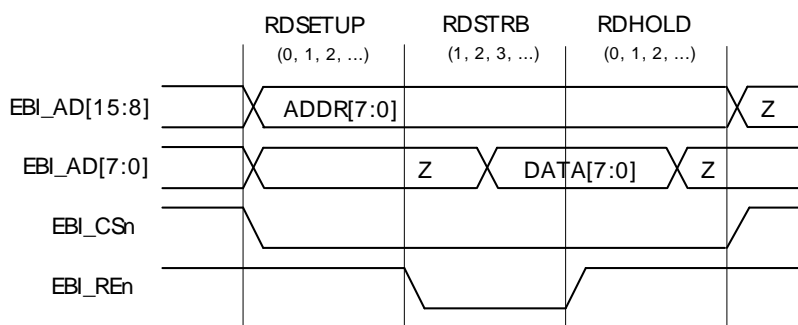 RDSETUP RDSTRB RDHOLD
(0, 1, 2, ...) (1, 2, 3, ...) (0, 1, 2, ...)
EBI_AD[15:8] ADDR[7:0] Z
EBI_AD[7:0] Z DATA[7:0] Z
EBI_CSn
EBI_REn